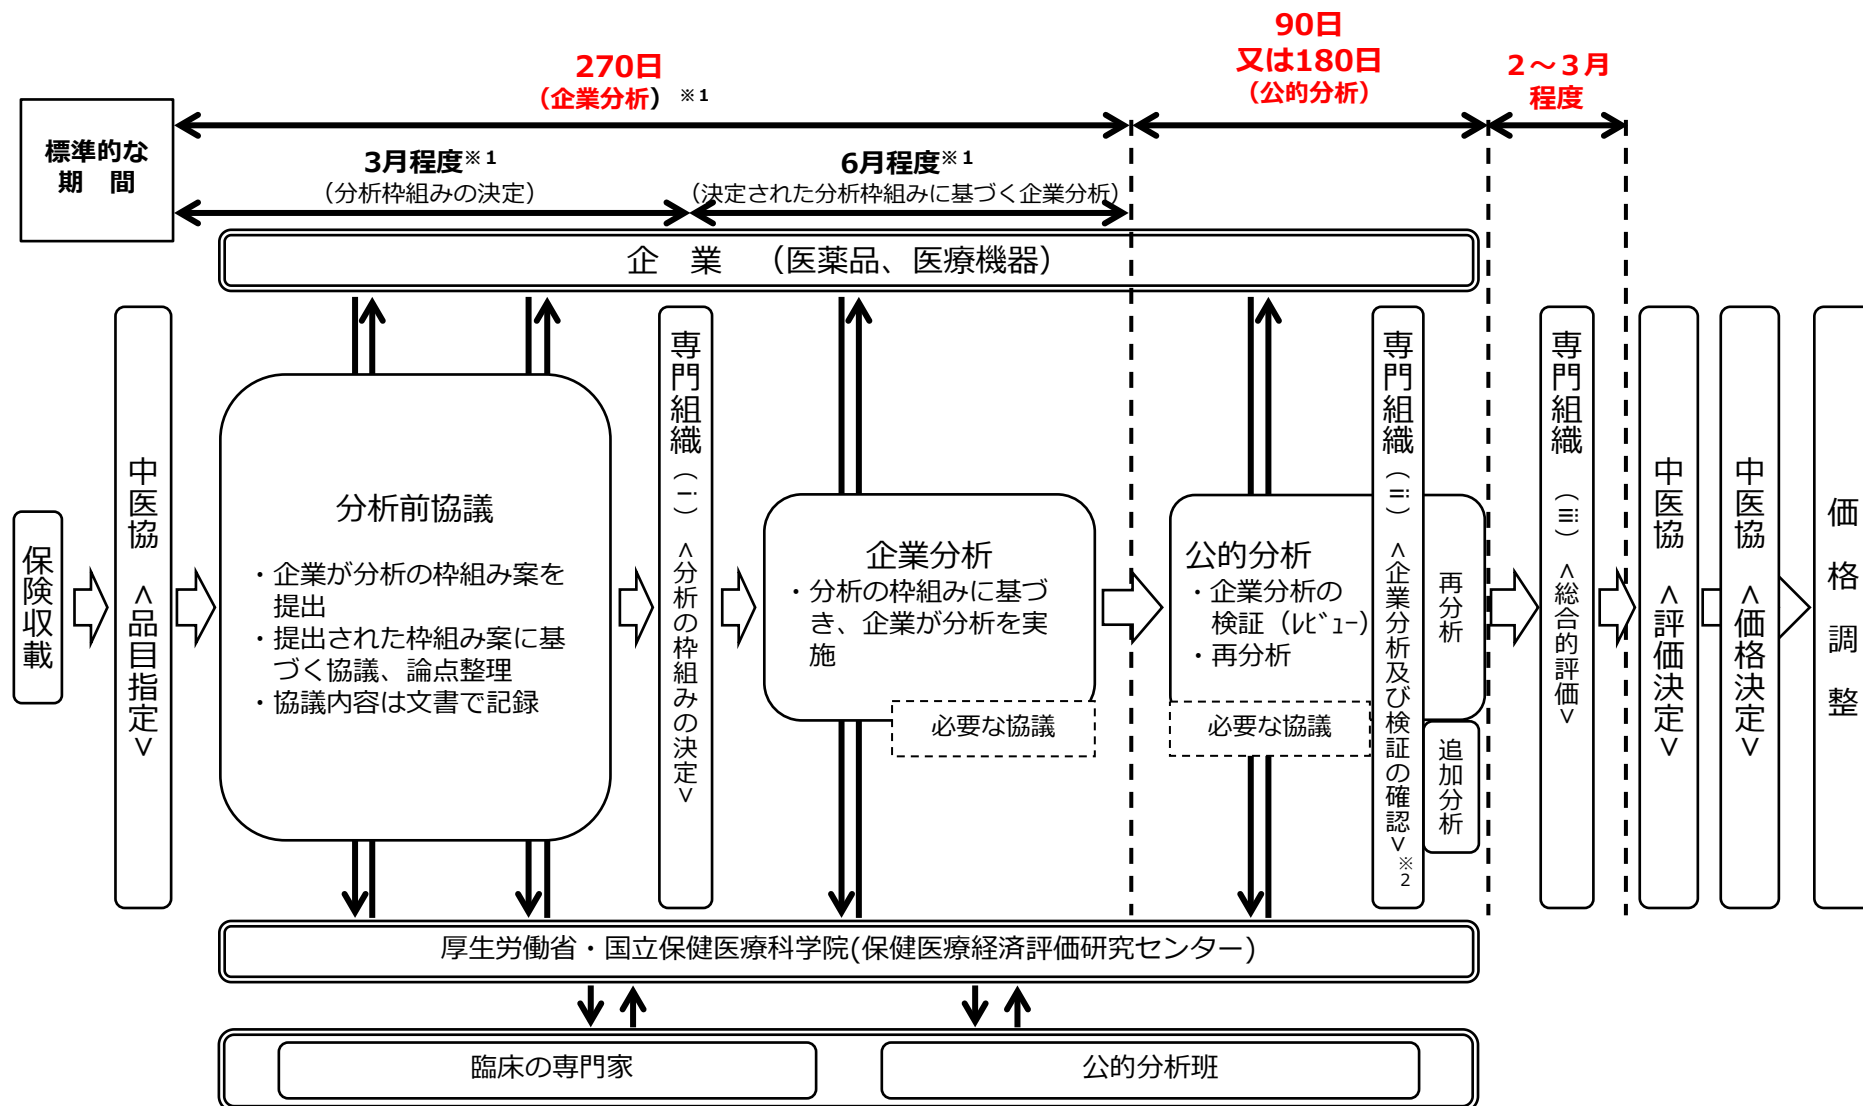 270日
（企業分析）※1
90日
又は180日
（公的分析）
２～３月
程度
標準的な
期　間
3月程度※1
（分析枠組みの決定）
6月程度※1
（決定された分析枠組みに基づく企業分析）
企　業　（医薬品、医療機器）
保険収載
中医協　<品目指定>
分析前協議
・企業が分析の枠組み案を
提出
・提出された枠組み案に基
づく協議、論点整理
・協議内容は文書で記録
専門組織（ⅰ）<分析の枠組みの決定>
企業分析
・分析の枠組みに基づ
き、企業が分析を実
施
必要な協議
公的分析
・企業分析の
検証（ﾚﾋﾞｭｰ）
・再分析
必要な協議
専門組織（ⅱ）<企業分析及び検証の確認>※2
再分析
追加分析
専門組織（ⅲ）<総合的評価>
中医協　<評価決定>
中医協　<価格決定>
価格調整
厚生労働省・国立保健医療科学院(保健医療経済評価研究センター)
臨床の専門家
公的分析班